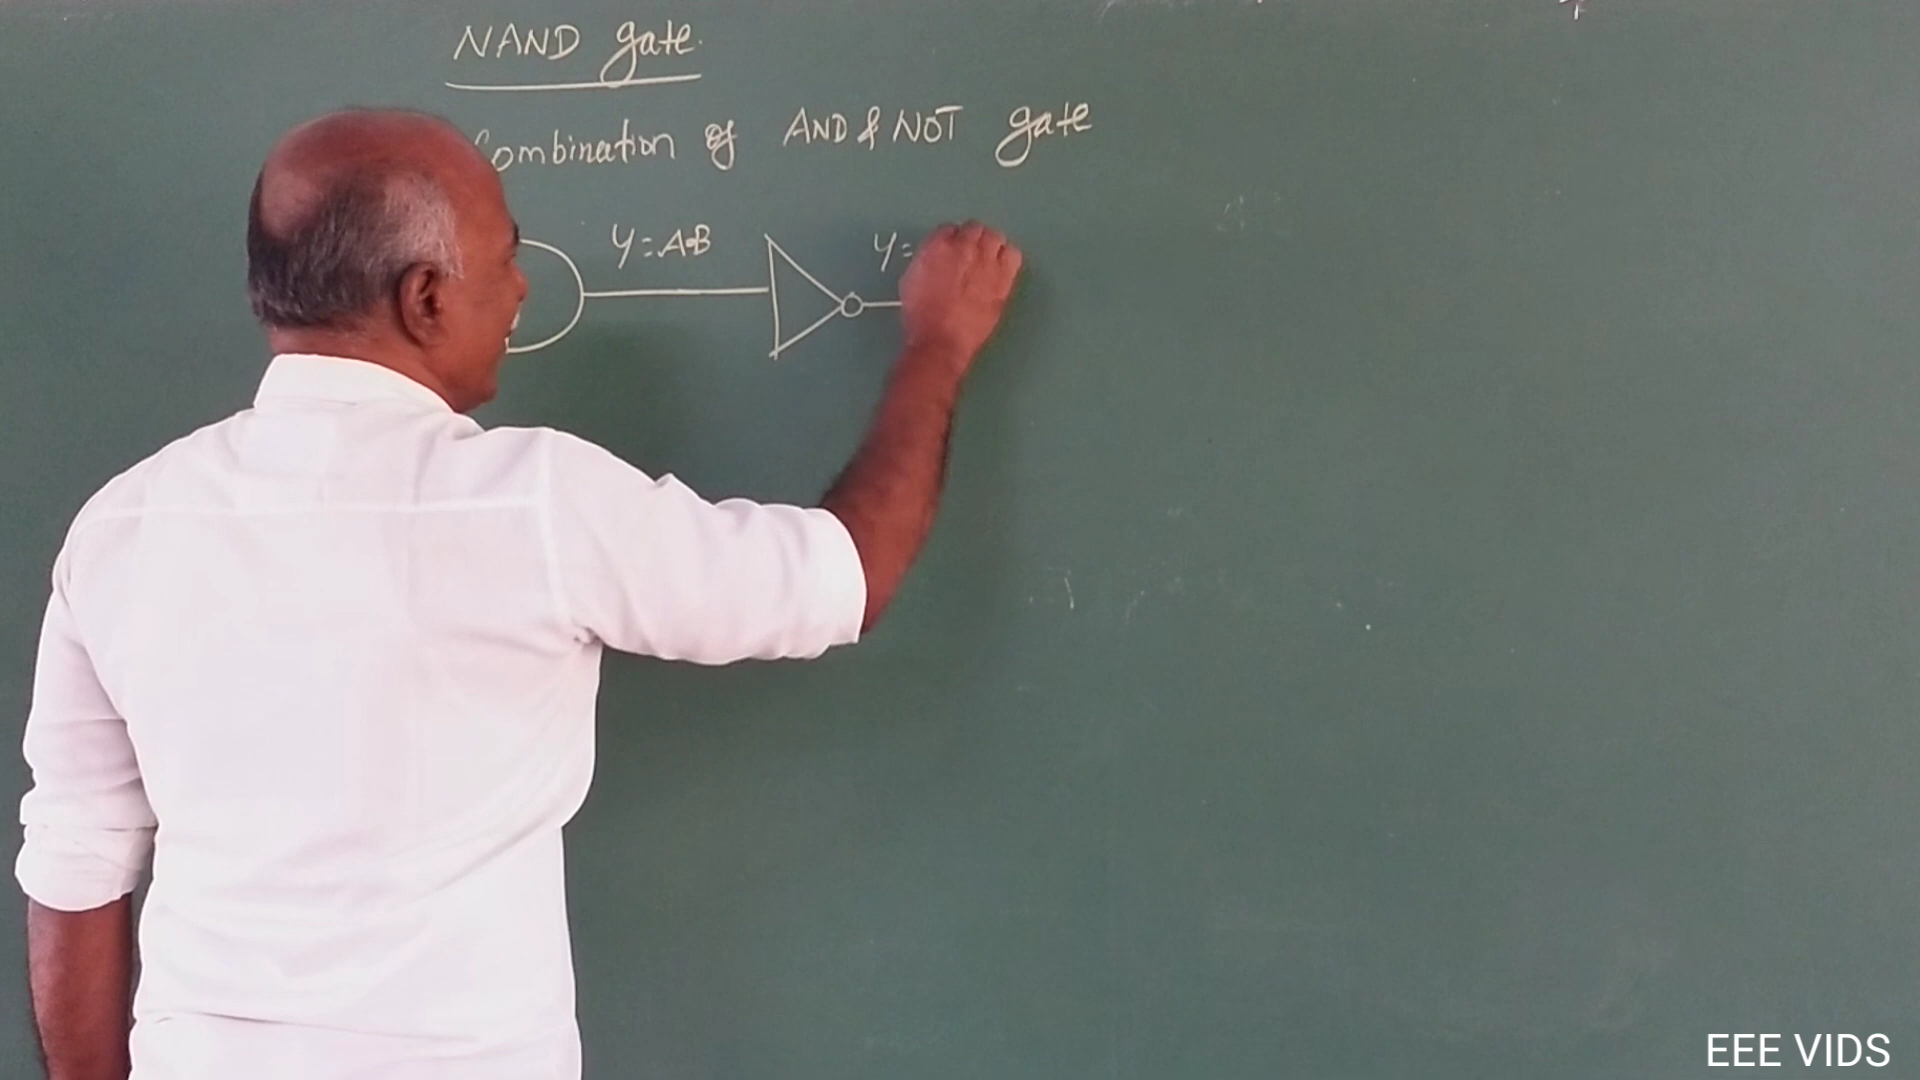 NAND gate.
Combination of AND & NOT gate
Y=A•B
Y=
EEE VIDS